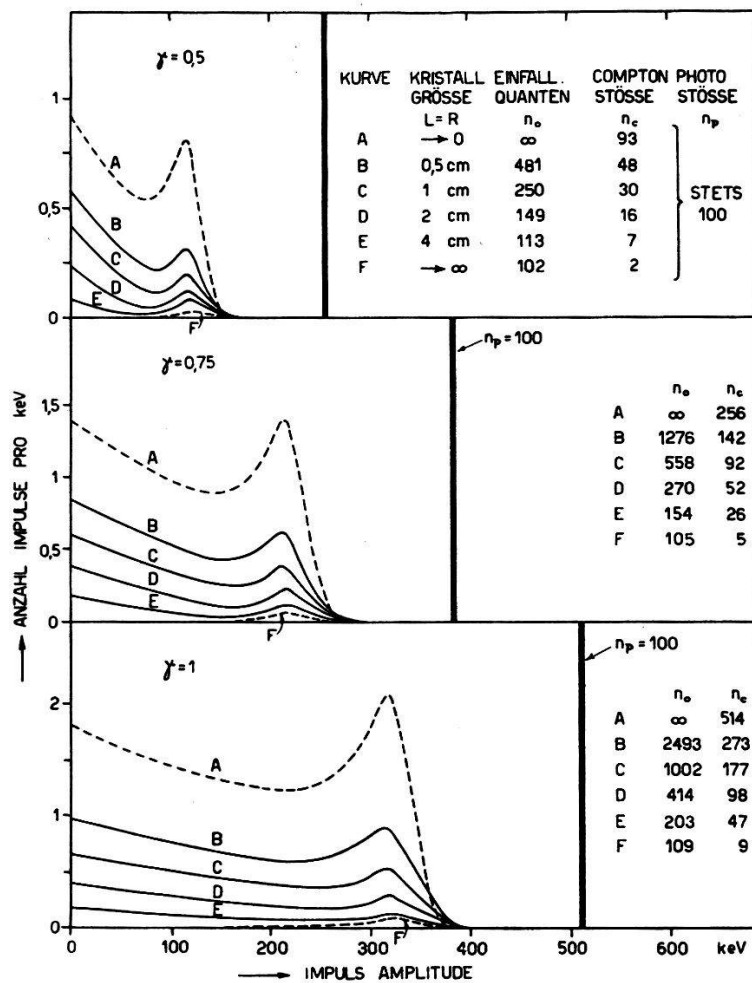 γ = 0,5
KURVE KRISTALL GRÖSSE EINFALL. QUANTEN COMPTON STÖSSE PHOTO STÖSSE
L = R n₀ n_c n_p
A → 0 ∞ 93
B 0,5 cm 481 48
C 1 cm 250 30
D 2 cm 149 16
E 4 cm 113 7
F → ∞ 102 2
STETS
100
1
0,5
0
A
B
C
D
E
F
γ = 0,75
n_p = 100
n₀ n_c
A ∞ 256
B 1276 142
C 558 92
D 270 52
E 154 26
F 105 5
1,5
1
0,5
0
A
B
C
D
E
F
γ = 1
n_p = 100
n₀ n_c
A ∞ 514
B 2493 273
C 1002 177
D 414 98
E 203 47
F 109 9
2
1
0
A
B
C
D
E
F
0 100 200 300 400 500 600 keV
→ IMPULS AMPLITUDE
→ ANZAHL IMPULSE PRO keV